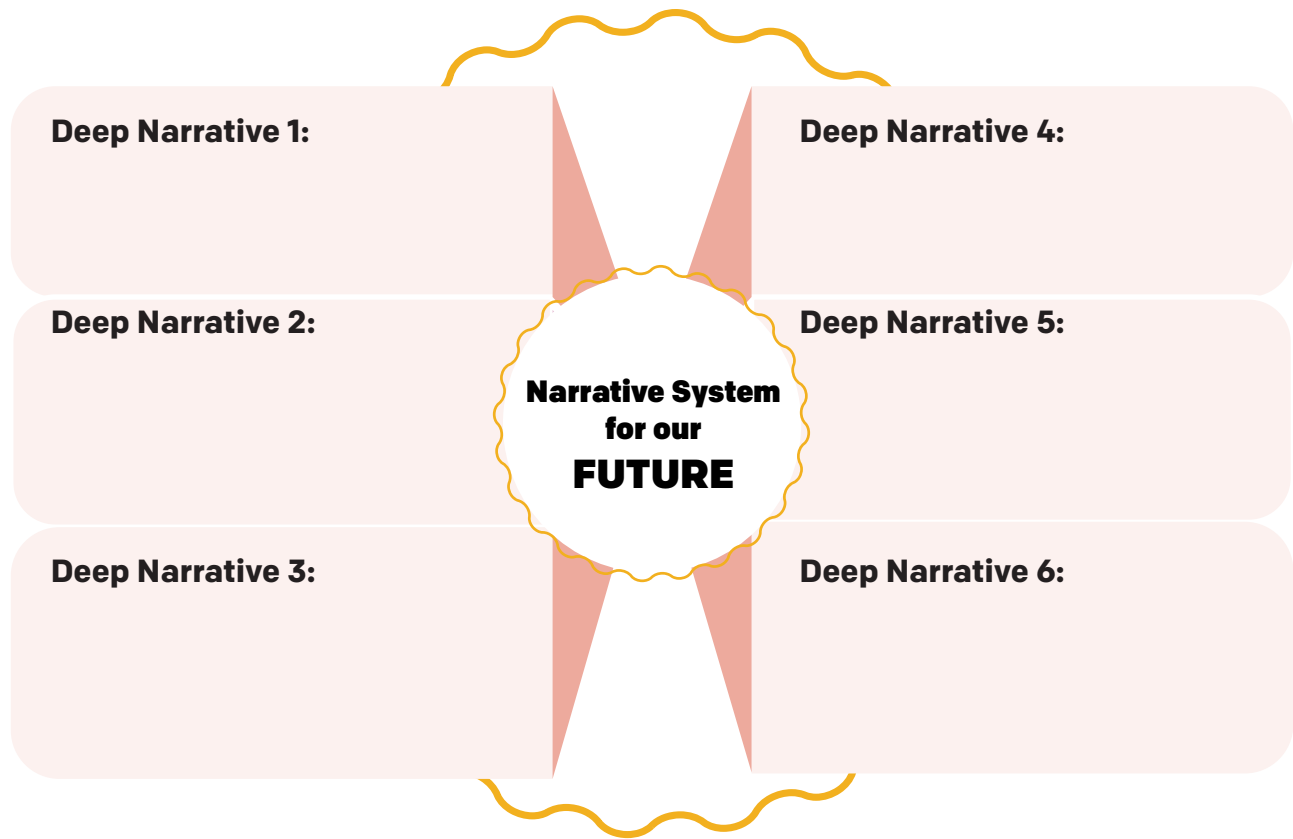 Deep Narrative 1:
Deep Narrative 2:
Deep Narrative 3:
Narrative System
for our
FUTURE
Deep Narrative 4:
Deep Narrative 5:
Deep Narrative 6: